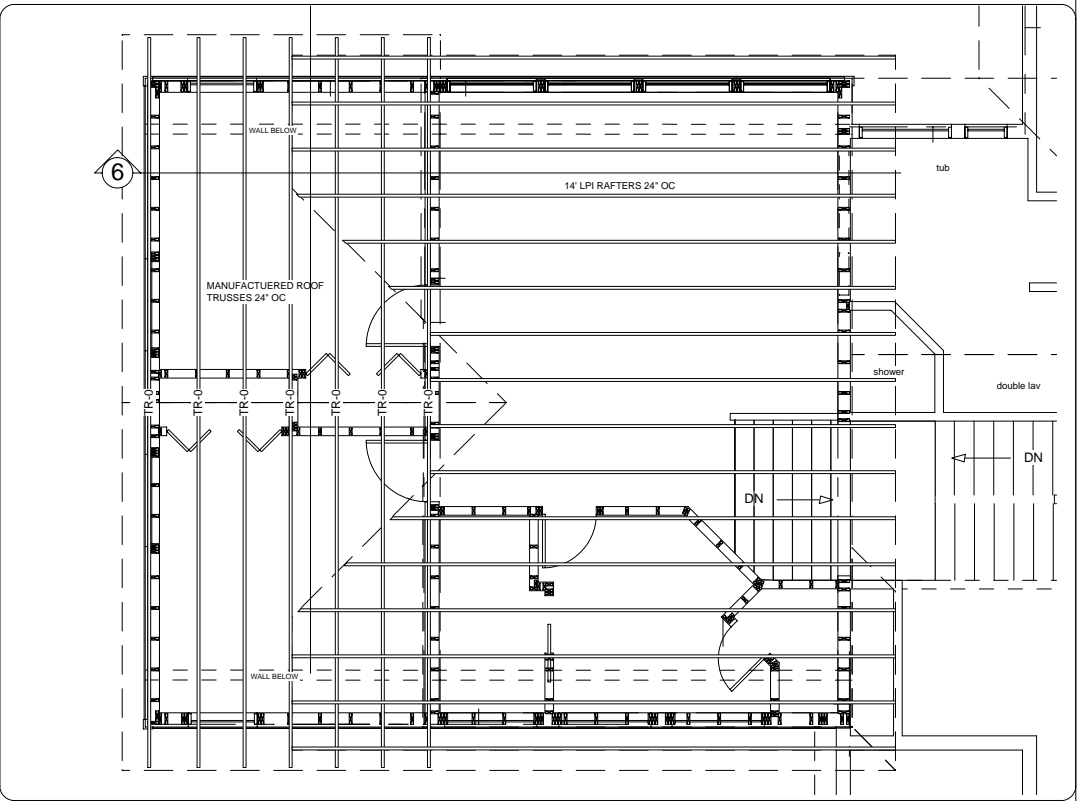 WALL BELOW
6
tub
14' LPI RAFTERS 24" OC
MANUFACTUERED ROOF
TRUSSES 24" OC
shower
double lav
TR-0
TR-0
TR-0
TR-0
TR-0
TR-0
TR-0
DN
DN
WALL BELOW